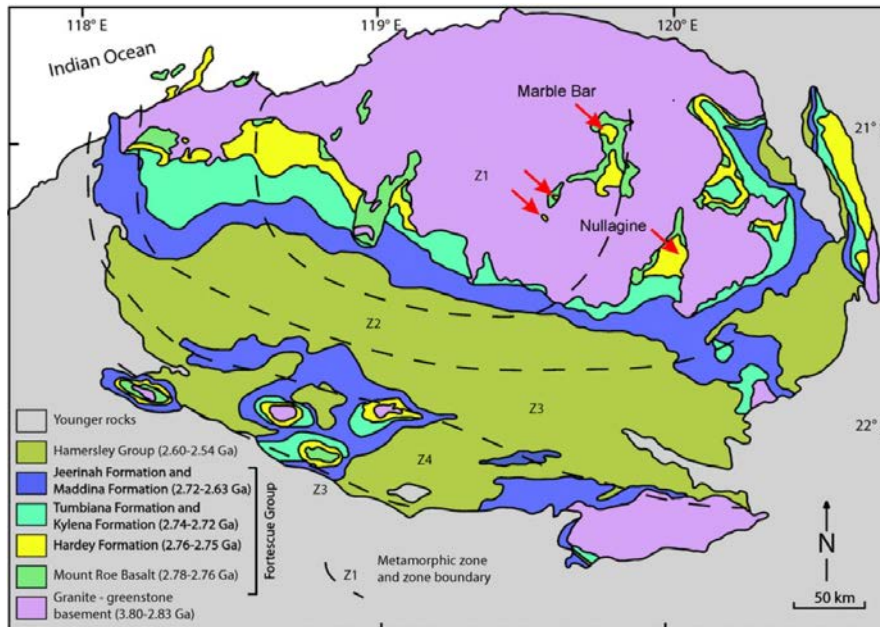 118° E
119° E
120° E
Indian Ocean
Marble Bar
21°
Z1
Nullagine
Z2
Z3
22°
Z4
Z3
Younger rocks
Hamersley Group (2.60-2.54 Ga)
Jeerinah Formation and
Maddina Formation (2.72-2.63 Ga)
Tumbiana Formation and
Kylena Formation (2.74-2.72 Ga)
Hardey Formation (2.76-2.75 Ga)
Mount Roe Basalt (2.78-2.76 Ga)
Granite - greenstone
basement (3.80-2.83 Ga)
Fortescue Group
Z1
Metamorphic zone
and zone boundary
N
50 km